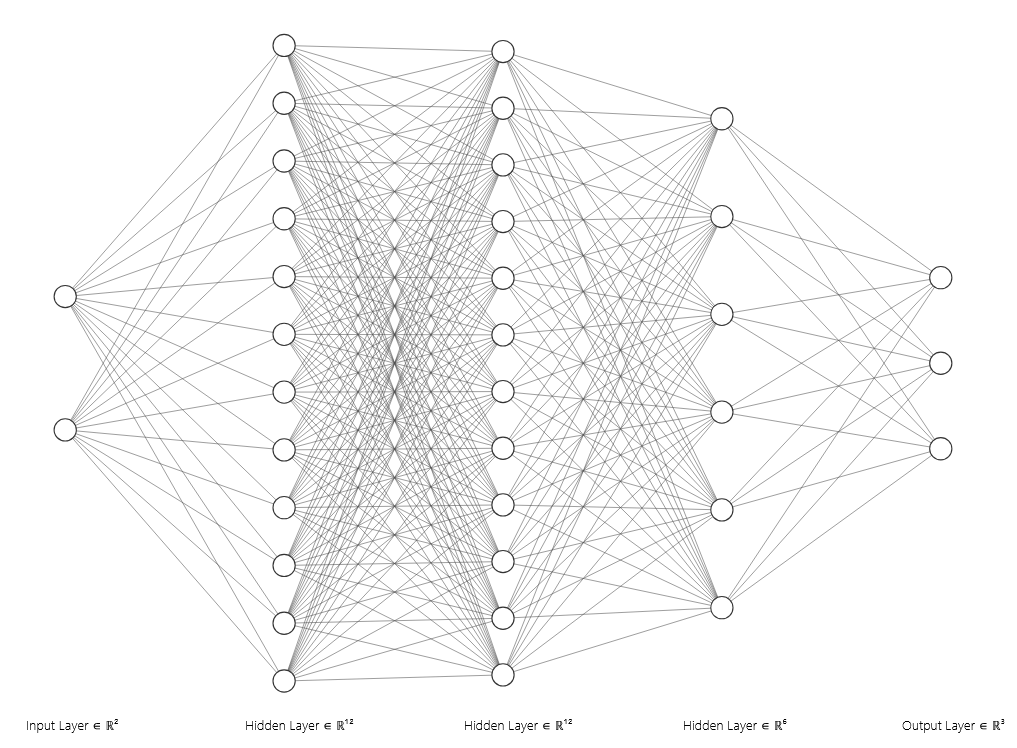 Input Layer ∈ ℝ²
Hidden Layer ∈ ℝ¹²
Hidden Layer ∈ ℝ¹²
Hidden Layer ∈ ℝ⁶
Output Layer ∈ ℝ³